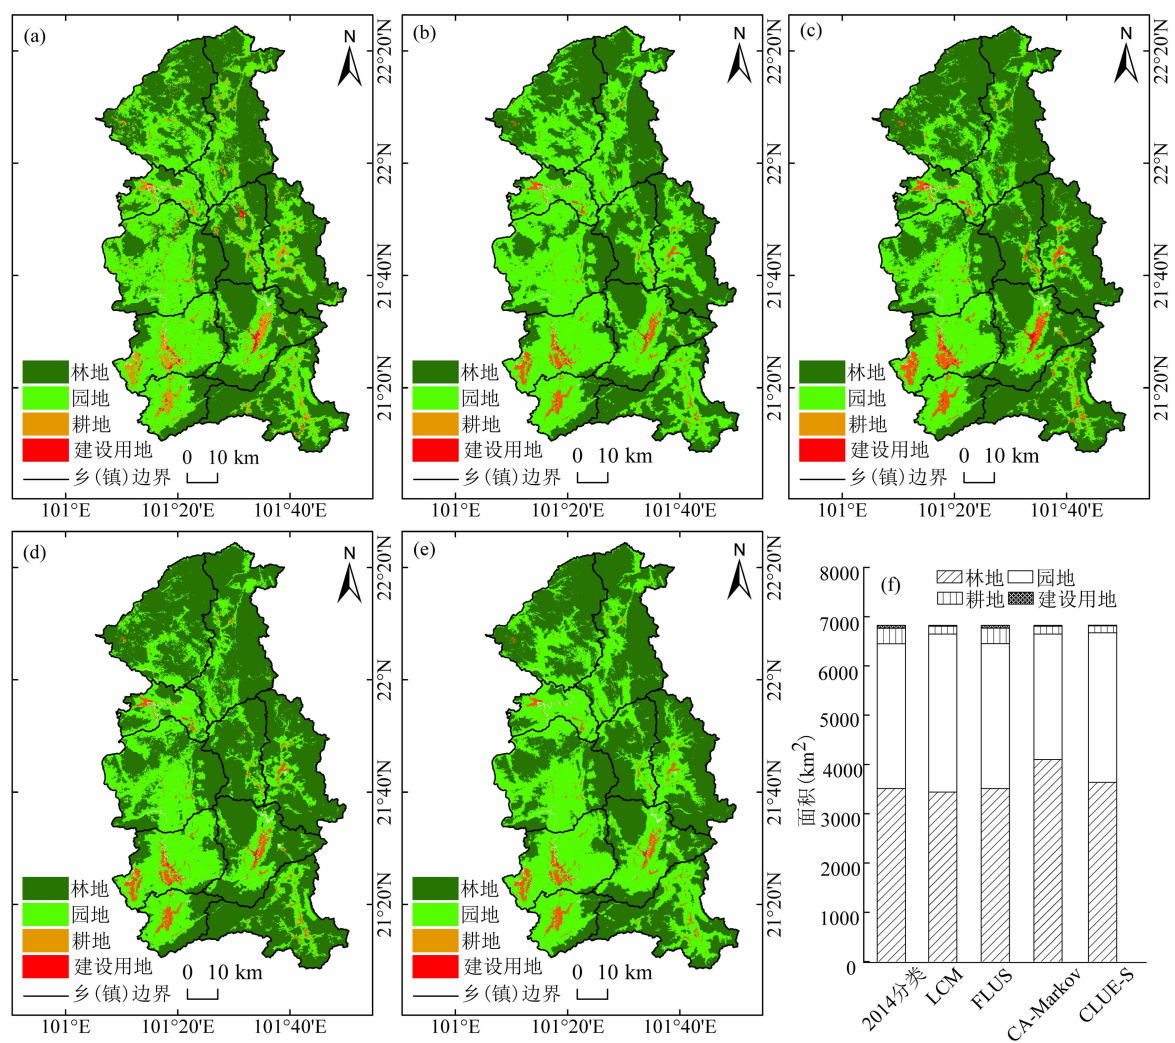 (a)
N
22°20'N
22°N
21°40'N
21°20'N
林地
园地
耕地
建设用地
乡(镇)边界
0 10 km
101°E
101°20'E
101°40'E
(b)
N
22°20'N
22°N
21°40'N
21°20'N
林地
园地
耕地
建设用地
乡(镇)边界
0 10 km
101°E
101°20'E
101°40'E
(c)
N
22°20'N
22°N
21°40'N
21°20'N
林地
园地
耕地
建设用地
乡(镇)边界
0 10 km
101°E
101°20'E
101°40'E
(d)
N
22°20'N
22°N
21°40'N
21°20'N
林地
园地
耕地
建设用地
乡(镇)边界
0 10 km
101°E
101°20'E
101°40'E
(e)
N
22°20'N
22°N
21°40'N
21°20'N
林地
园地
耕地
建设用地
乡(镇)边界
0 10 km
101°E
101°20'E
101°40'E
(f)
林地 园地
耕地 建设用地
面积(km²)
8000
7000
6000
5000
4000
3000
2000
1000
0
2014分类
LCM
FLUS
CA-Markov
CLUE-S